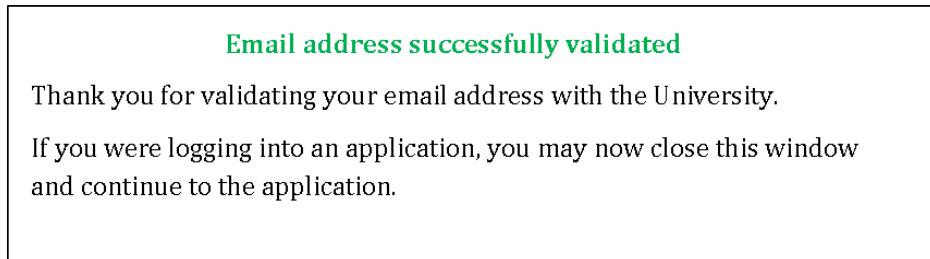 Email address successfully validated
Thank you for validating your email address with the University.
If you were logging into an application, you may now close this window
and continue to the application.